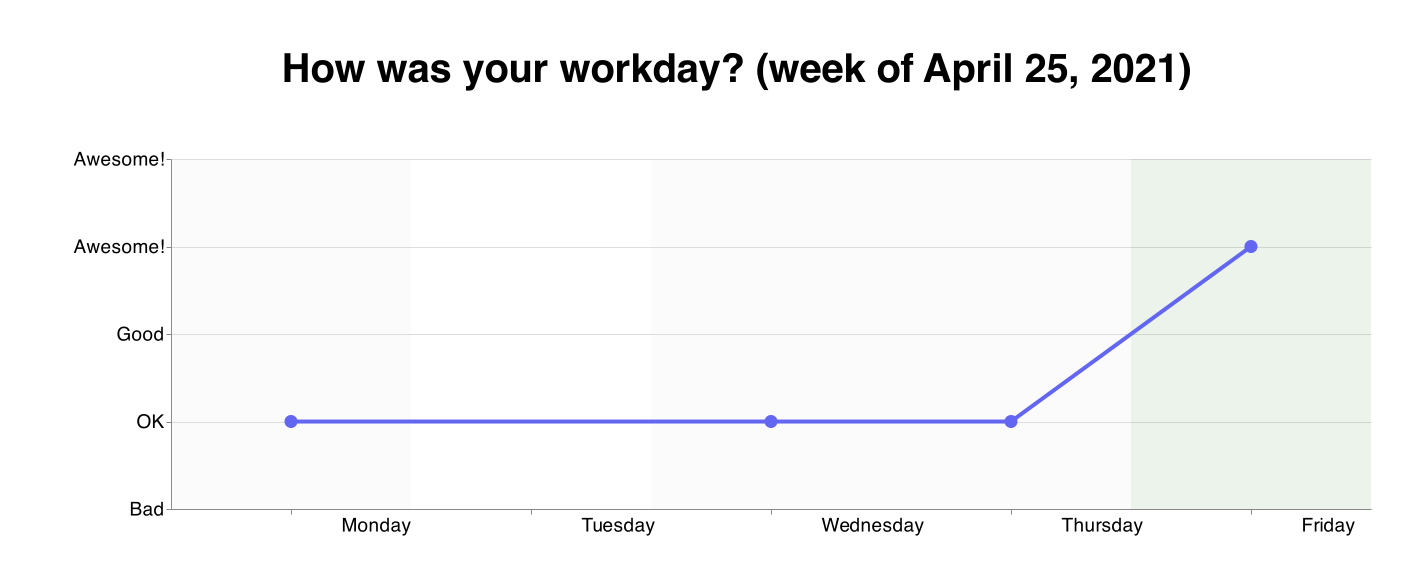 How was your workday? (week of April 25, 2021)
Awesome!
Awesome!
Good
OK
Bad
Monday Tuesday Wednesday Thursday Friday